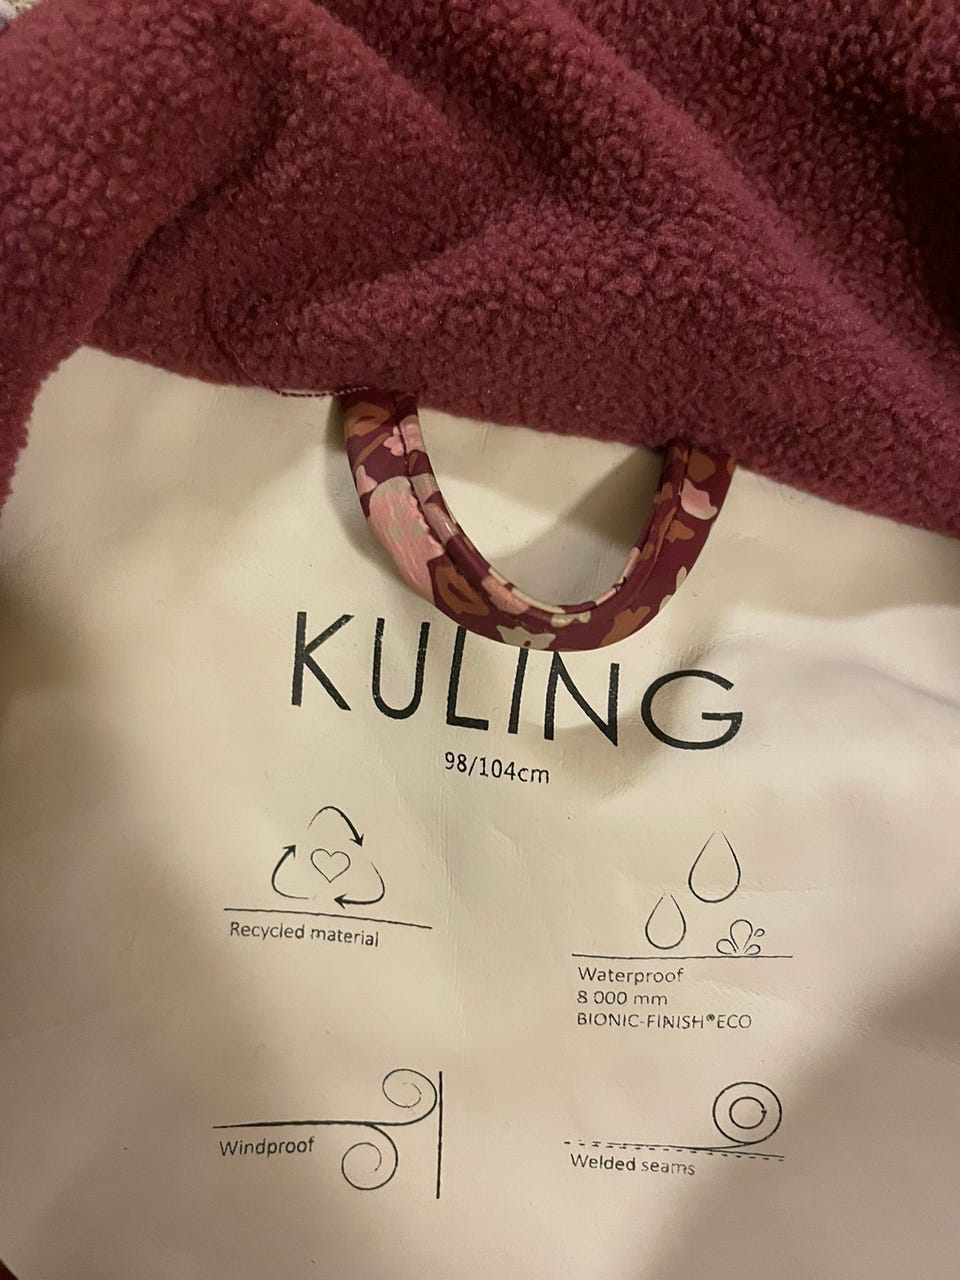 KULING
98/104cm
Recycled material
Waterproof
8 000 mm
BIONIC-FINISH®ECO
Windproof
Welded seams